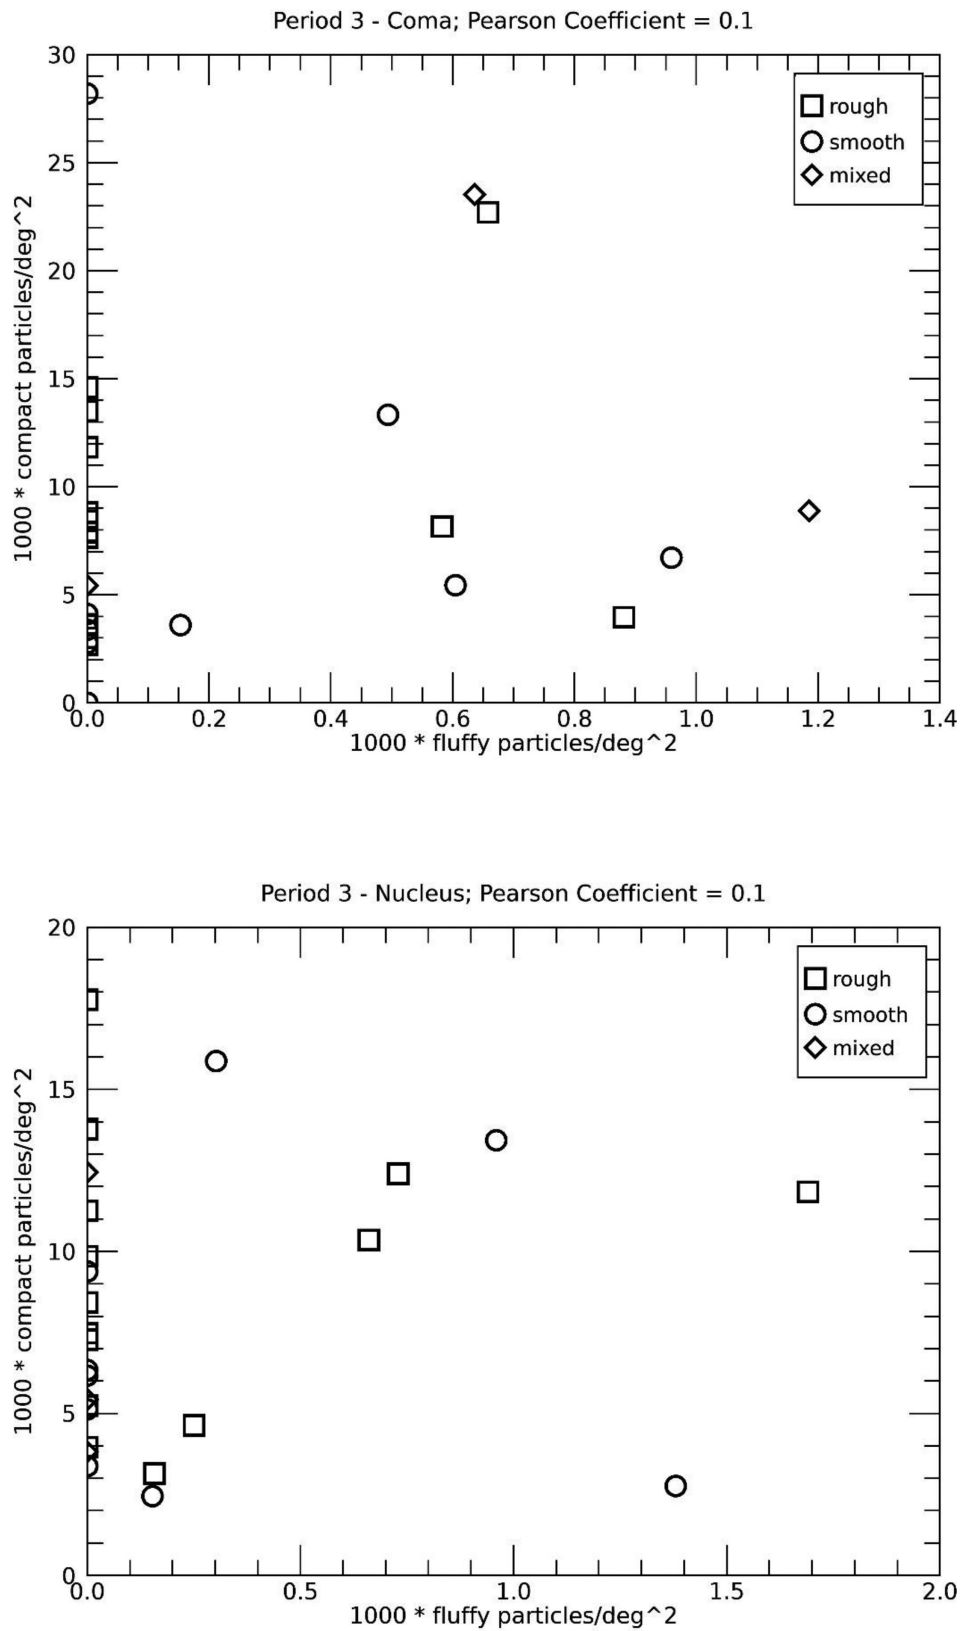 Period 3 - Coma; Pearson Coefficient = 0.1
30
25
20
15
10
5
0
1000 * compact particles/deg^2
rough
smooth
mixed
0.0 0.2 0.4 0.6 0.8 1.0 1.2 1.4
1000 * fluffy particles/deg^2
Period 3 - Nucleus; Pearson Coefficient = 0.1
20
15
10
5
0
1000 * compact particles/deg^2
rough
smooth
mixed
0.0 0.5 1.0 1.5 2.0
1000 * fluffy particles/deg^2